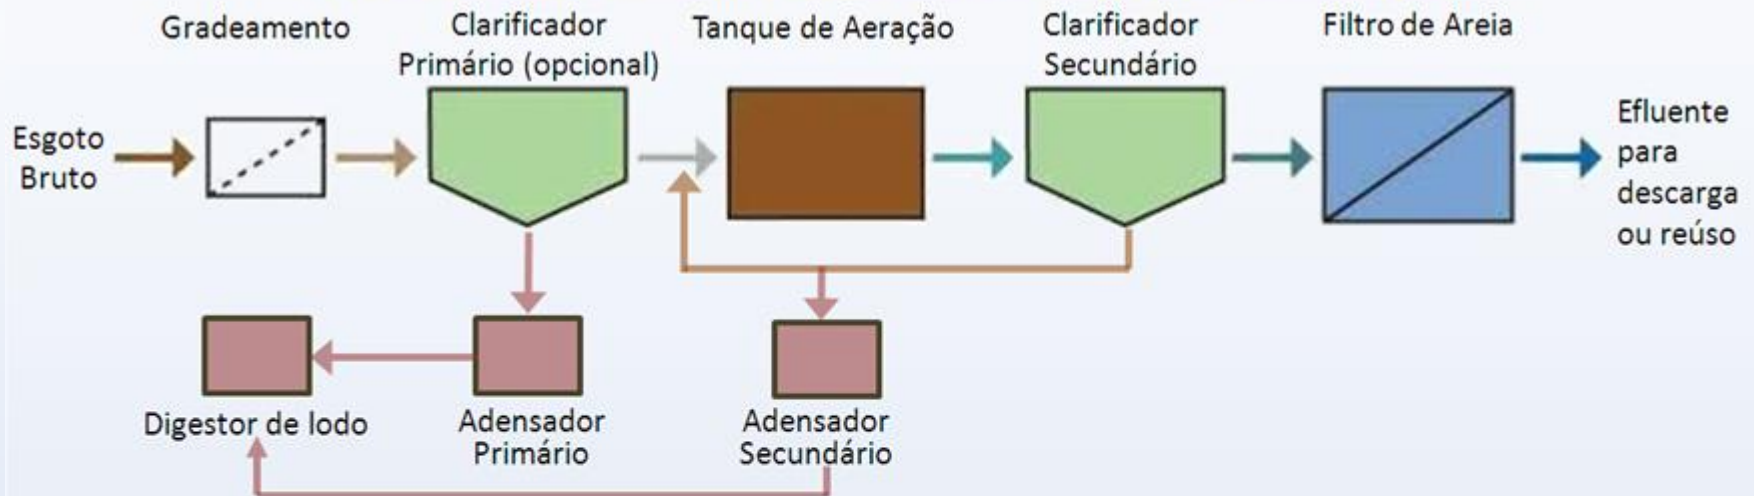 Gradeamento
Clarificador
Primário (opcional)
Tanque de Aeração
Clarificador
Secundário
Filtro de Areia
Esgoto
Bruto
Efluente
para
descarga
ou reúso
Digestor de lodo
Adensador
Primário
Adensador
Secundário